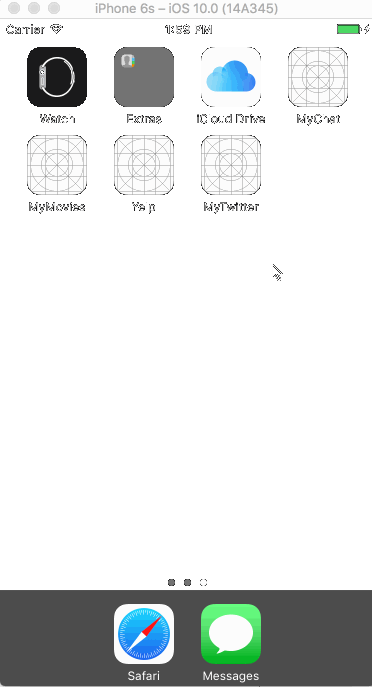 iPhone 6s – iOS 10.0 (14A345)
Carrier 1:59 PM
Watch Extras iCloud Drive MyChat
MyMovies Yelp MyTwitter
Safari Messages